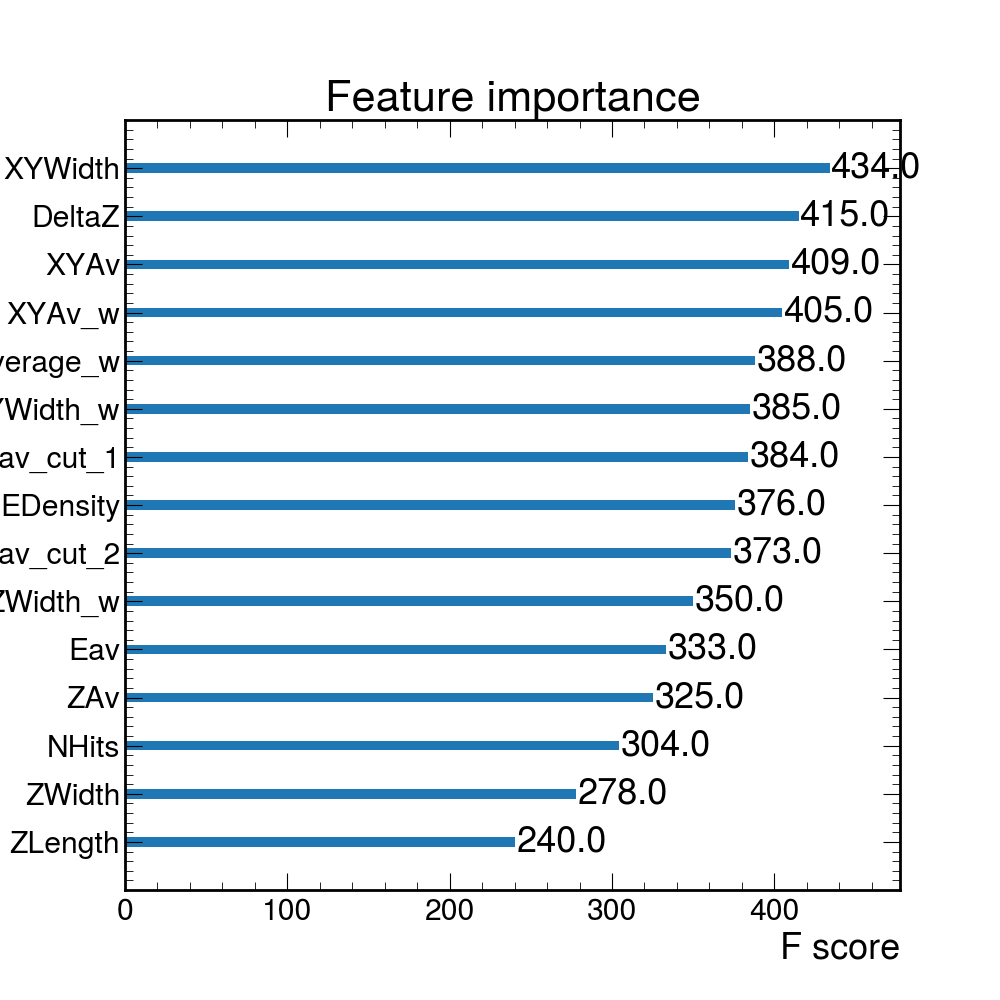 Feature importance
XYWidth 434.0
DeltaZ 415.0
XYAv 409.0
XYAv_w 405.0
verage_w 388.0
Width_w 385.0
av_cut_1 384.0
EDensity 376.0
av_cut_2 373.0
ZWidth_w 350.0
Eav 333.0
ZAv 325.0
NHits 304.0
ZWidth 278.0
ZLength 240.0
0 100 200 300 400
F score